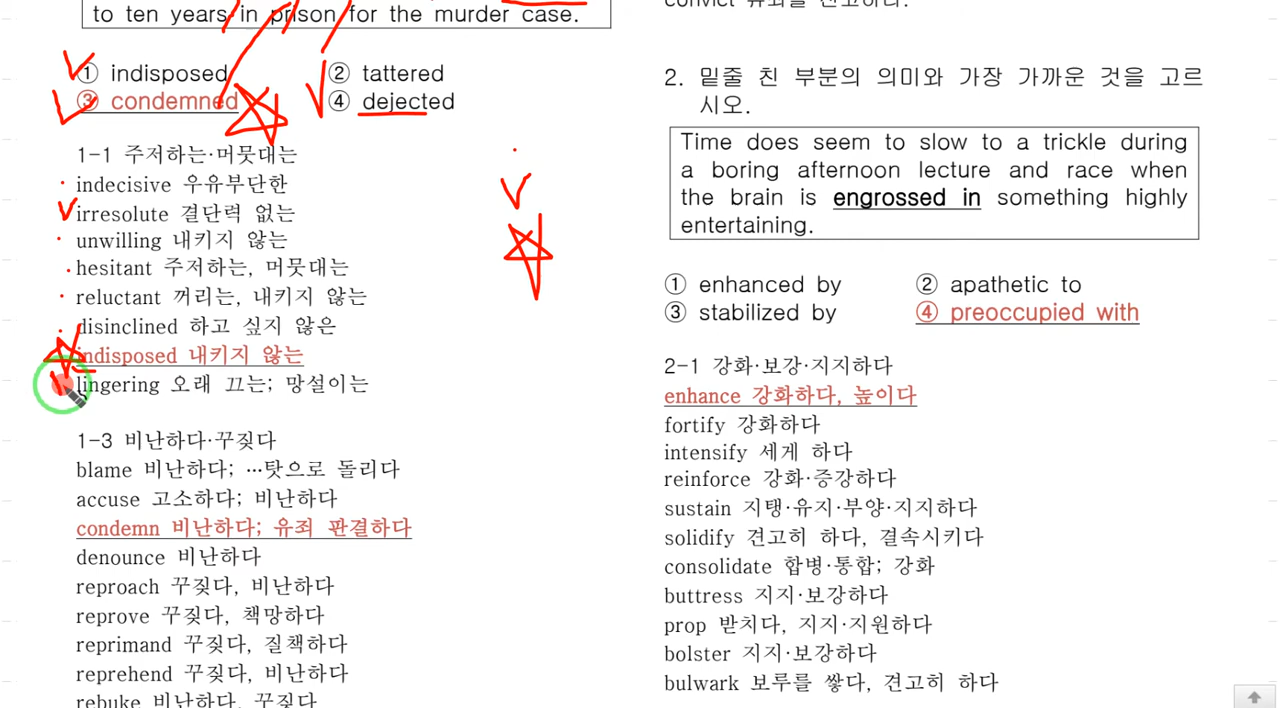 to ten years in prison for the murder case.
① indisposed ② tattered
③ condemned ④ dejected
1-1 주저하는·머뭇대는
indecisive 우유부단한
irresolute 결단력 없는
unwilling 내키지 않는
hesitant 주저하는, 머뭇대는
reluctant 꺼리는, 내키지 않는
disinclined 하고 싶지 않은
indisposed 내키지 않는
lingering 오래 끄는; 망설이는
1-3 비난하다·꾸짖다
blame 비난하다; …탓으로 돌리다
accuse 고소하다; 비난하다
condemn 비난하다; 유죄 판결하다
denounce 비난하다
reproach 꾸짖다, 비난하다
reprove 꾸짖다, 책망하다
reprimand 꾸짖다, 질책하다
reprehend 꾸짖다, 비난하다
rebuke 비난하다, 꾸짖다
convict 유죄를 선고하다.
2. 밑줄 친 부분의 의미와 가장 가까운 것을 고르
시오.
Time does seem to slow to a trickle during
a boring afternoon lecture and race when
the brain is engrossed in something highly
entertaining.
① enhanced by ② apathetic to
③ stabilized by ④ preoccupied with
2-1 강화·보강·지지하다
enhance 강화하다, 높이다
fortify 강화하다
intensify 세게 하다
reinforce 강화·증강하다
sustain 지탱·유지·부양·지지하다
solidify 견고히 하다, 결속시키다
consolidate 합병·통합; 강화
buttress 지지·보강하다
prop 받치다, 지지·지원하다
bolster 지지·보강하다
bulwark 보루를 쌓다, 견고히 하다